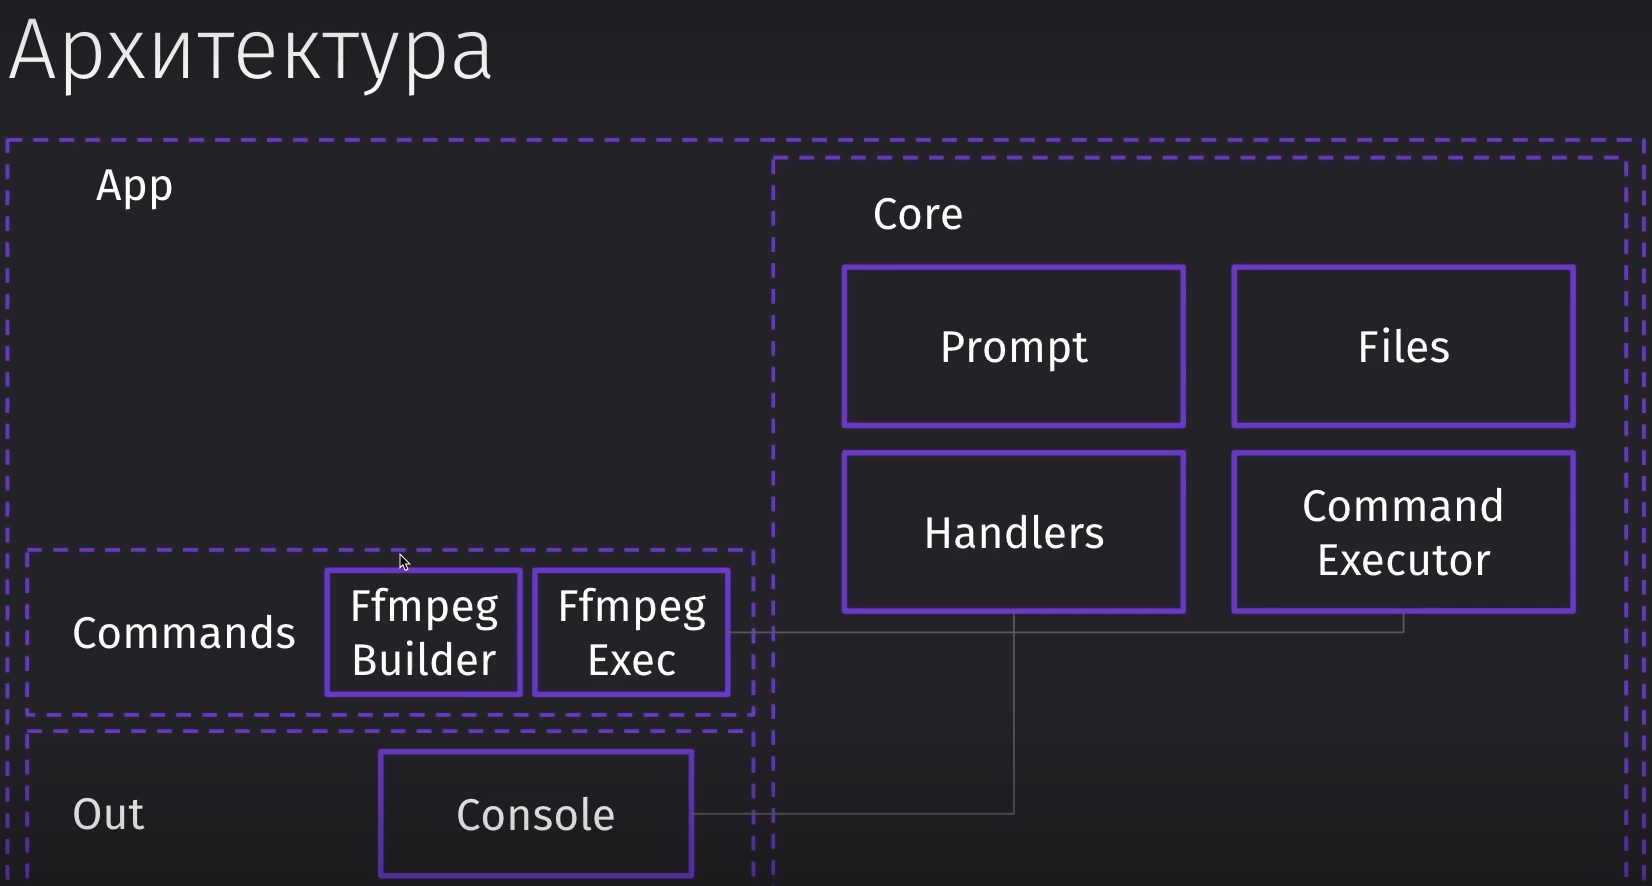 Архитектура
App
Core
Prompt
Files
Handlers
Command
Executor
Commands
Ffmpeg
Builder
Ffmpeg
Exec
Out
Console